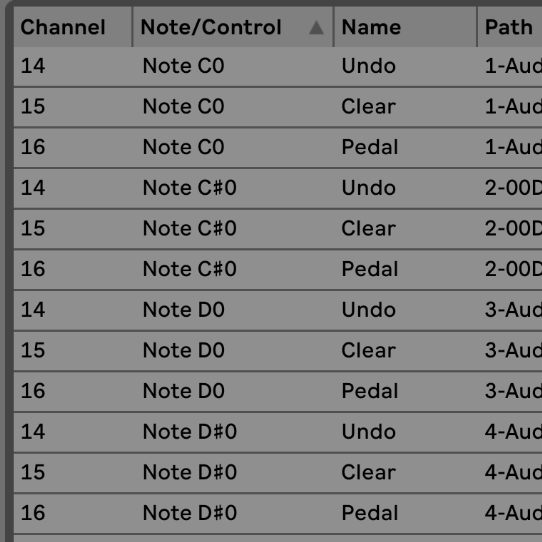 Channel Note/Control ▲ Name Path
14 Note C0 Undo 1-Aud
15 Note C0 Clear 1-Aud
16 Note C0 Pedal 1-Aud
14 Note C#0 Undo 2-00D
15 Note C#0 Clear 2-00D
16 Note C#0 Pedal 2-00D
14 Note D0 Undo 3-Aud
15 Note D0 Clear 3-Aud
16 Note D0 Pedal 3-Aud
14 Note D#0 Undo 4-Aud
15 Note D#0 Clear 4-Aud
16 Note D#0 Pedal 4-Aud